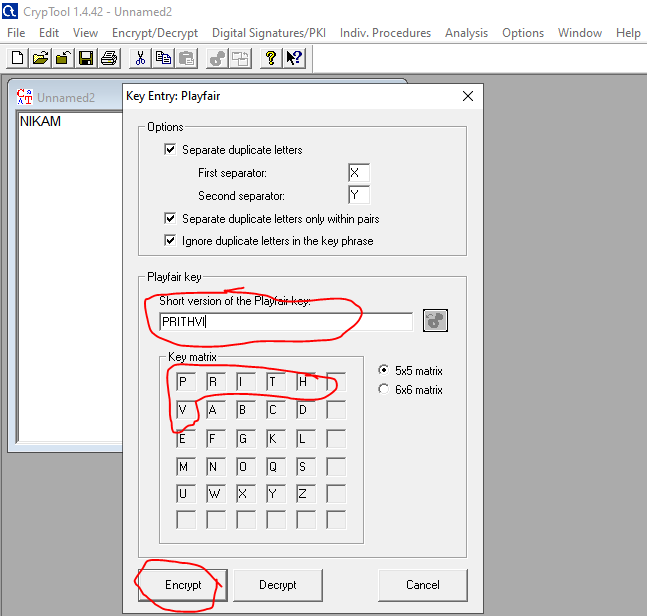 CrypTool 1.4.42 - Unnamed2
File Edit View Encrypt/Decrypt Digital Signatures/PKI Indiv. Procedures Analysis Options Window Help
Unnamed2
NIKAM
Key Entry: Playfair
Options
Separate duplicate letters
First separator: X
Second separator: Y
Separate duplicate letters only within pairs
Ignore duplicate letters in the key phrase
Playfair key
Short version of the Playfair key:
PRITHVI
Key matrix
P R I T H
V A B C D
E F G K L
M N O Q S
U W X Y Z
5x5 matrix
6x6 matrix
Encrypt Decrypt Cancel